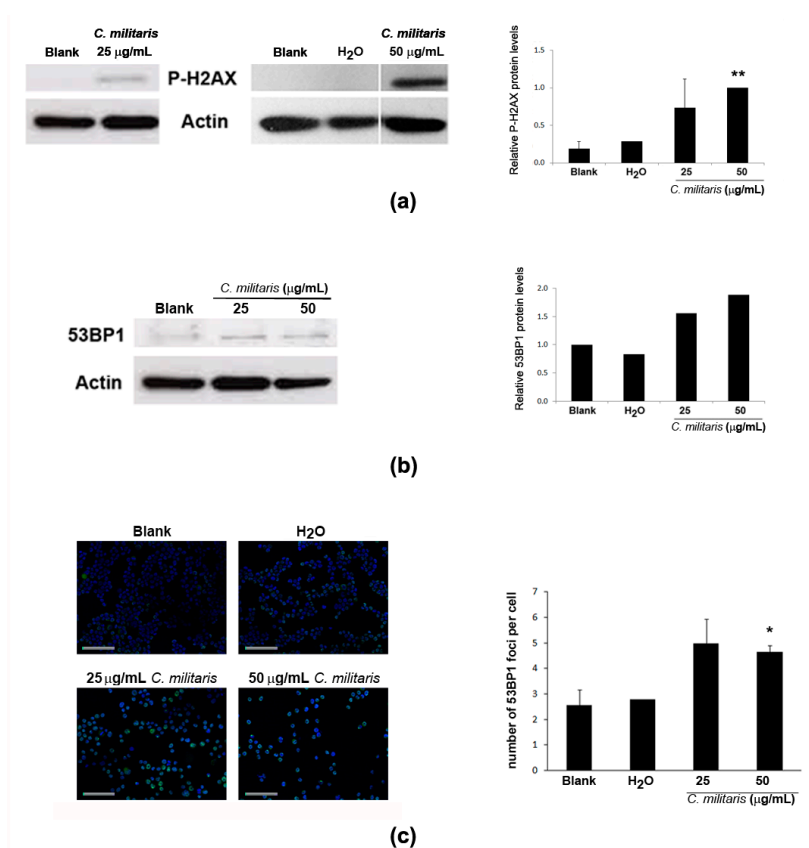 C. militaris
Blank 25 μg/mL
P-H2AX
Actin
C. militaris
Blank H2O 50 μg/mL
Relative P-H2AX protein levels
1.5
1.0
0.5
0.0
**
Blank H2O 25 50
C. militaris (μg/mL)
(a)
C. militaris (μg/mL)
Blank 25 50
53BP1
Actin
Relative 53BP1 protein levels
2.0
1.5
1.0
0.5
0.0
Blank H2O 25 50
C. militaris (μg/mL)
(b)
Blank H2O
25 μg/mL C. militaris 50 μg/mL C. militaris
number of 53BP1 foci per cell
7
6
5
4
3
2
1
0
*
Blank H2O 25 50
C. militaris (μg/mL)
(c)